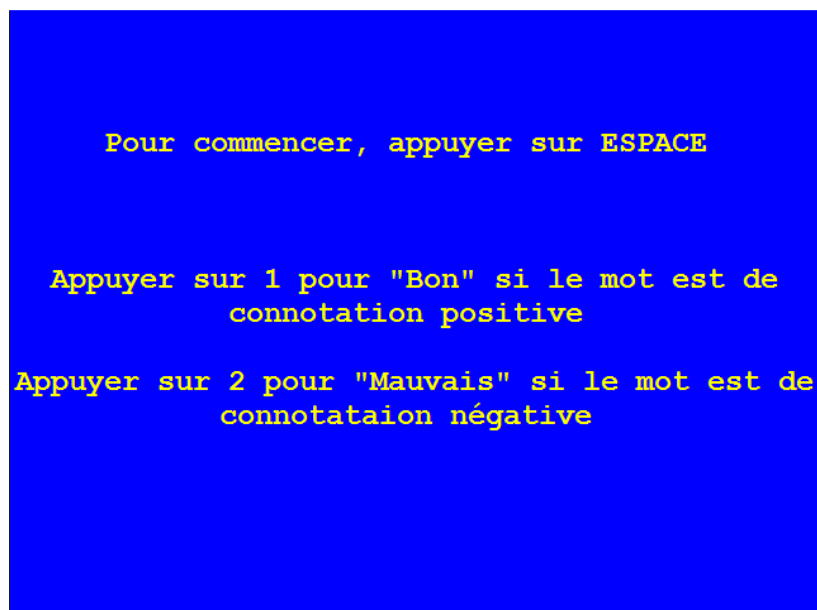 Pour commencer, appuyer sur ESPACE
Appuyer sur 1 pour "Bon" si le mot est de
connotation positive
Appuyer sur 2 pour "Mauvais" si le mot est de
connotataion négative